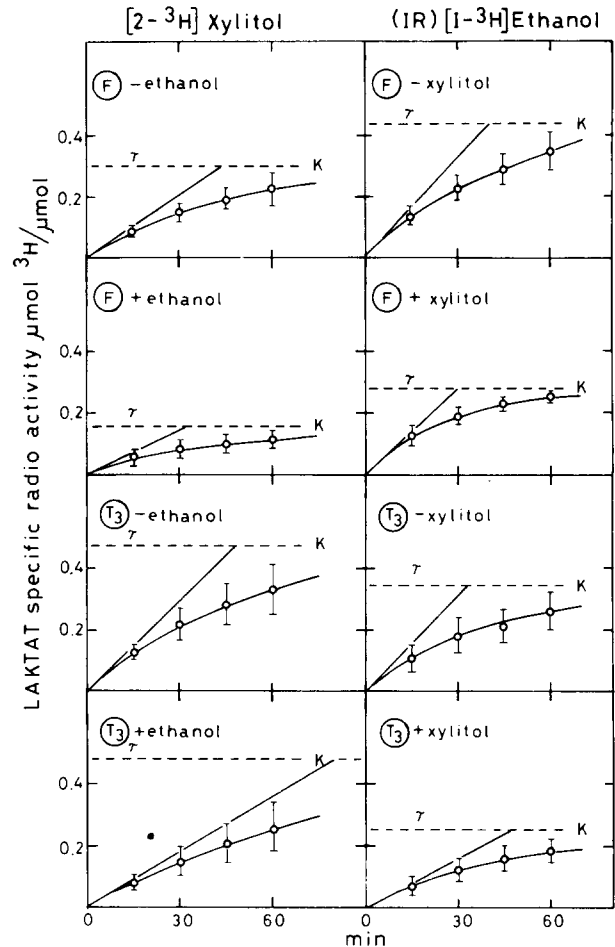 [2-³H] Xylitol
(IR) [I-³H] Ethanol
LAKTAT specific radio activity μmol ³H/μmol
F -ethanol
τ
K
0.4
0.2
F -xylitol
τ
K
F +ethanol
τ
K
0.4
0.2
F +xylitol
τ
K
T₃ -ethanol
τ
K
0.4
0.2
T₃ -xylitol
τ
K
T₃ +ethanol
τ
K
0.4
0.2
T₃ +xylitol
τ
K
0 30 60 0 30 60
min